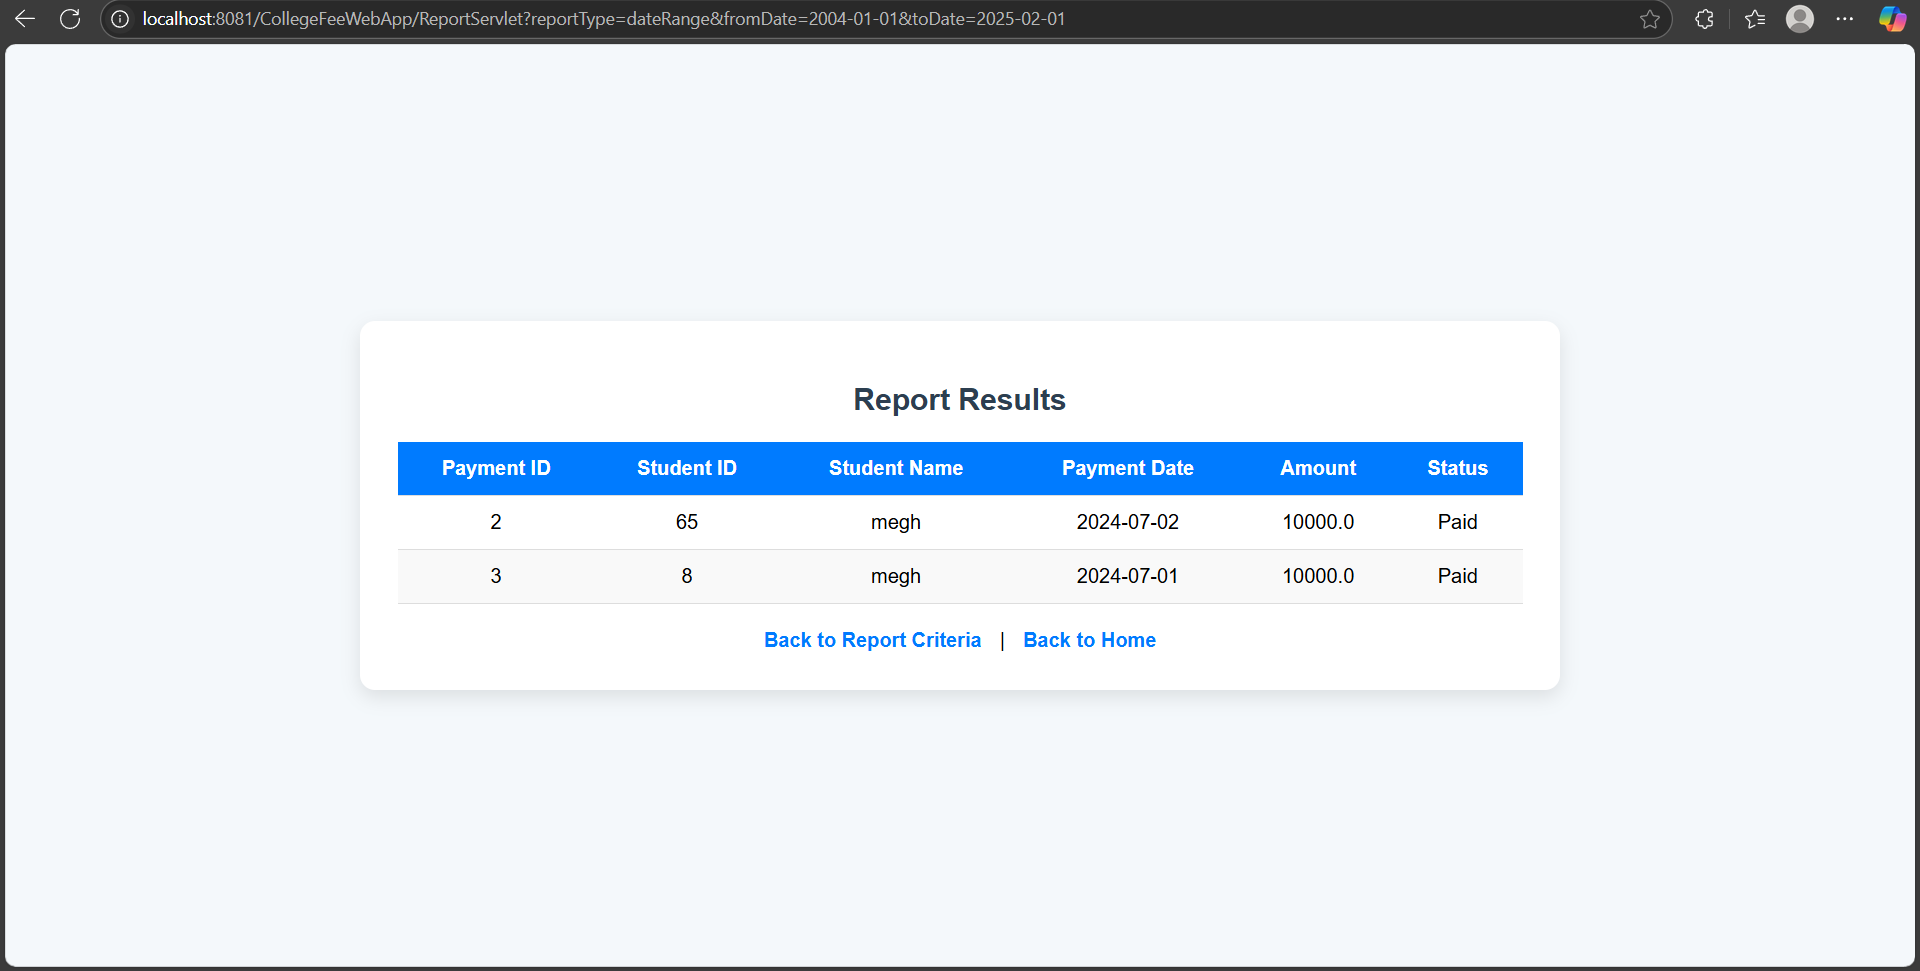 localhost:8081/CollegeFeeWebApp/ReportServlet?reportType=dateRange&fromDate=2004-01-01&toDate=2025-02-01
Report Results
Payment ID Student ID Student Name Payment Date Amount Status
2 65 megh 2024-07-02 10000.0 Paid
3 8 megh 2024-07-01 10000.0 Paid
Back to Report Criteria | Back to Home